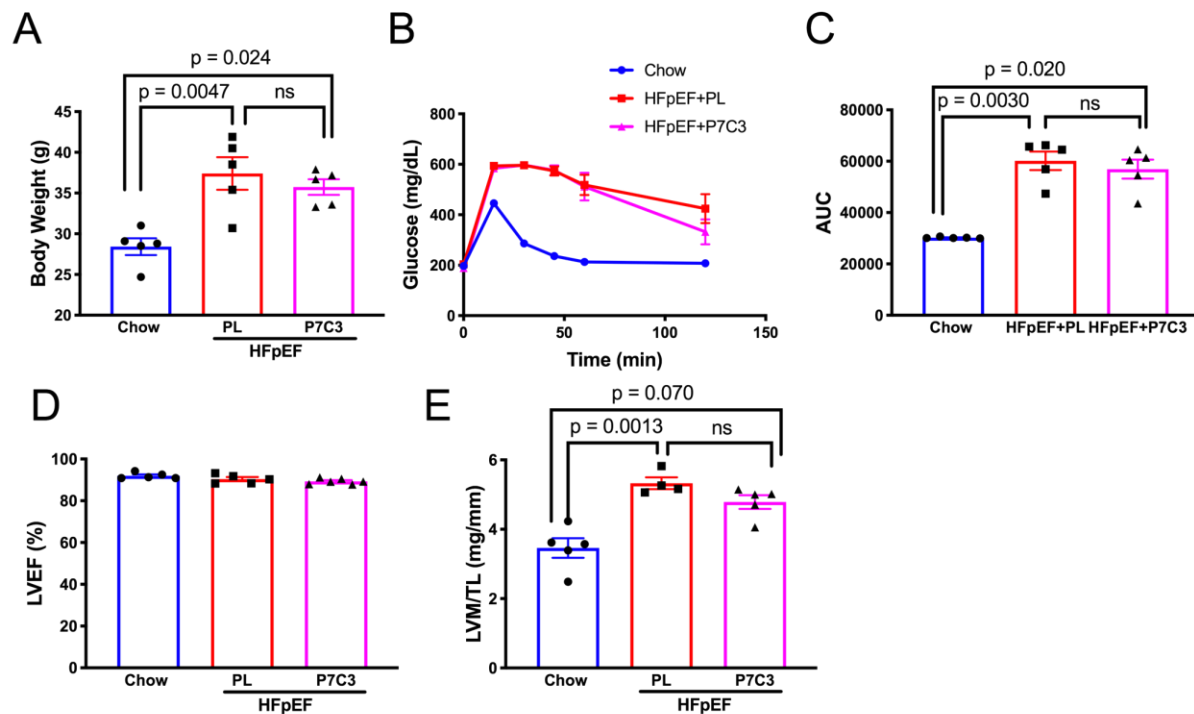 A
p = 0.024
p = 0.0047
ns
Body Weight (g)
45
40
35
30
25
20
Chow
PL
P7C3
HFpEF
B
Chow
HFpEF+PL
HFpEF+P7C3
Glucose (mg/dL)
800
600
400
200
0
0
50
100
150
Time (min)
C
p = 0.020
p = 0.0030
ns
AUC
80000
60000
40000
20000
0
Chow
HFpEF+PL
HFpEF+P7C3
D
LVEF (%)
100
80
60
40
20
0
Chow
PL
P7C3
HFpEF
E
p = 0.070
p = 0.0013
ns
LVM/TL (mg/mm)
6
4
2
0
Chow
PL
P7C3
HFpEF